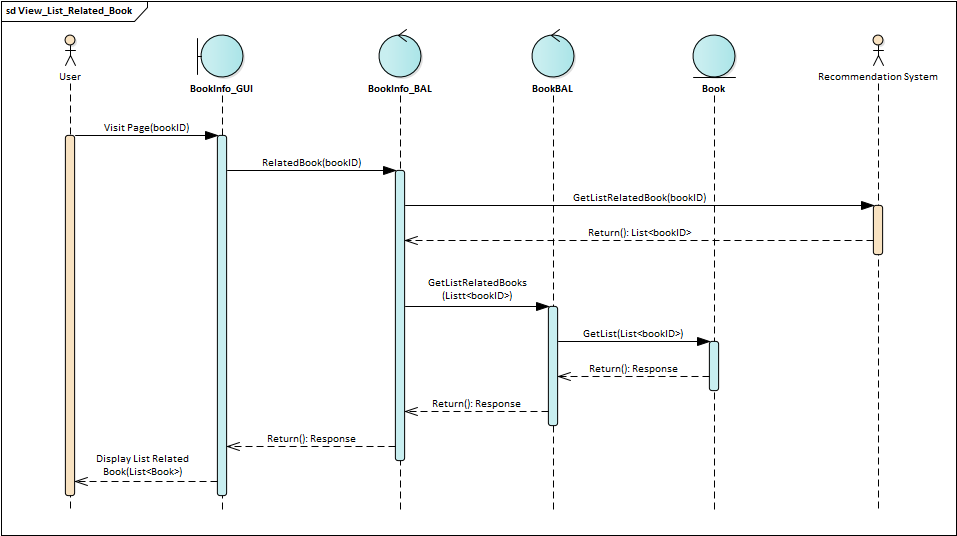 sd View_List_Related_Book
User
BookInfo_GUI
BookInfo_BAL
BookBAL
Book
Recommendation System
Visit Page(bookID)
RelatedBook(bookID)
GetListRelatedBook(bookID)
Return(): List<bookID>
GetListRelatedBooks
(Listt<bookID>)
GetList(List<bookID>)
Return(): Response
Return(): Response
Return(): Response
Display List Related
Book(List<Book>)